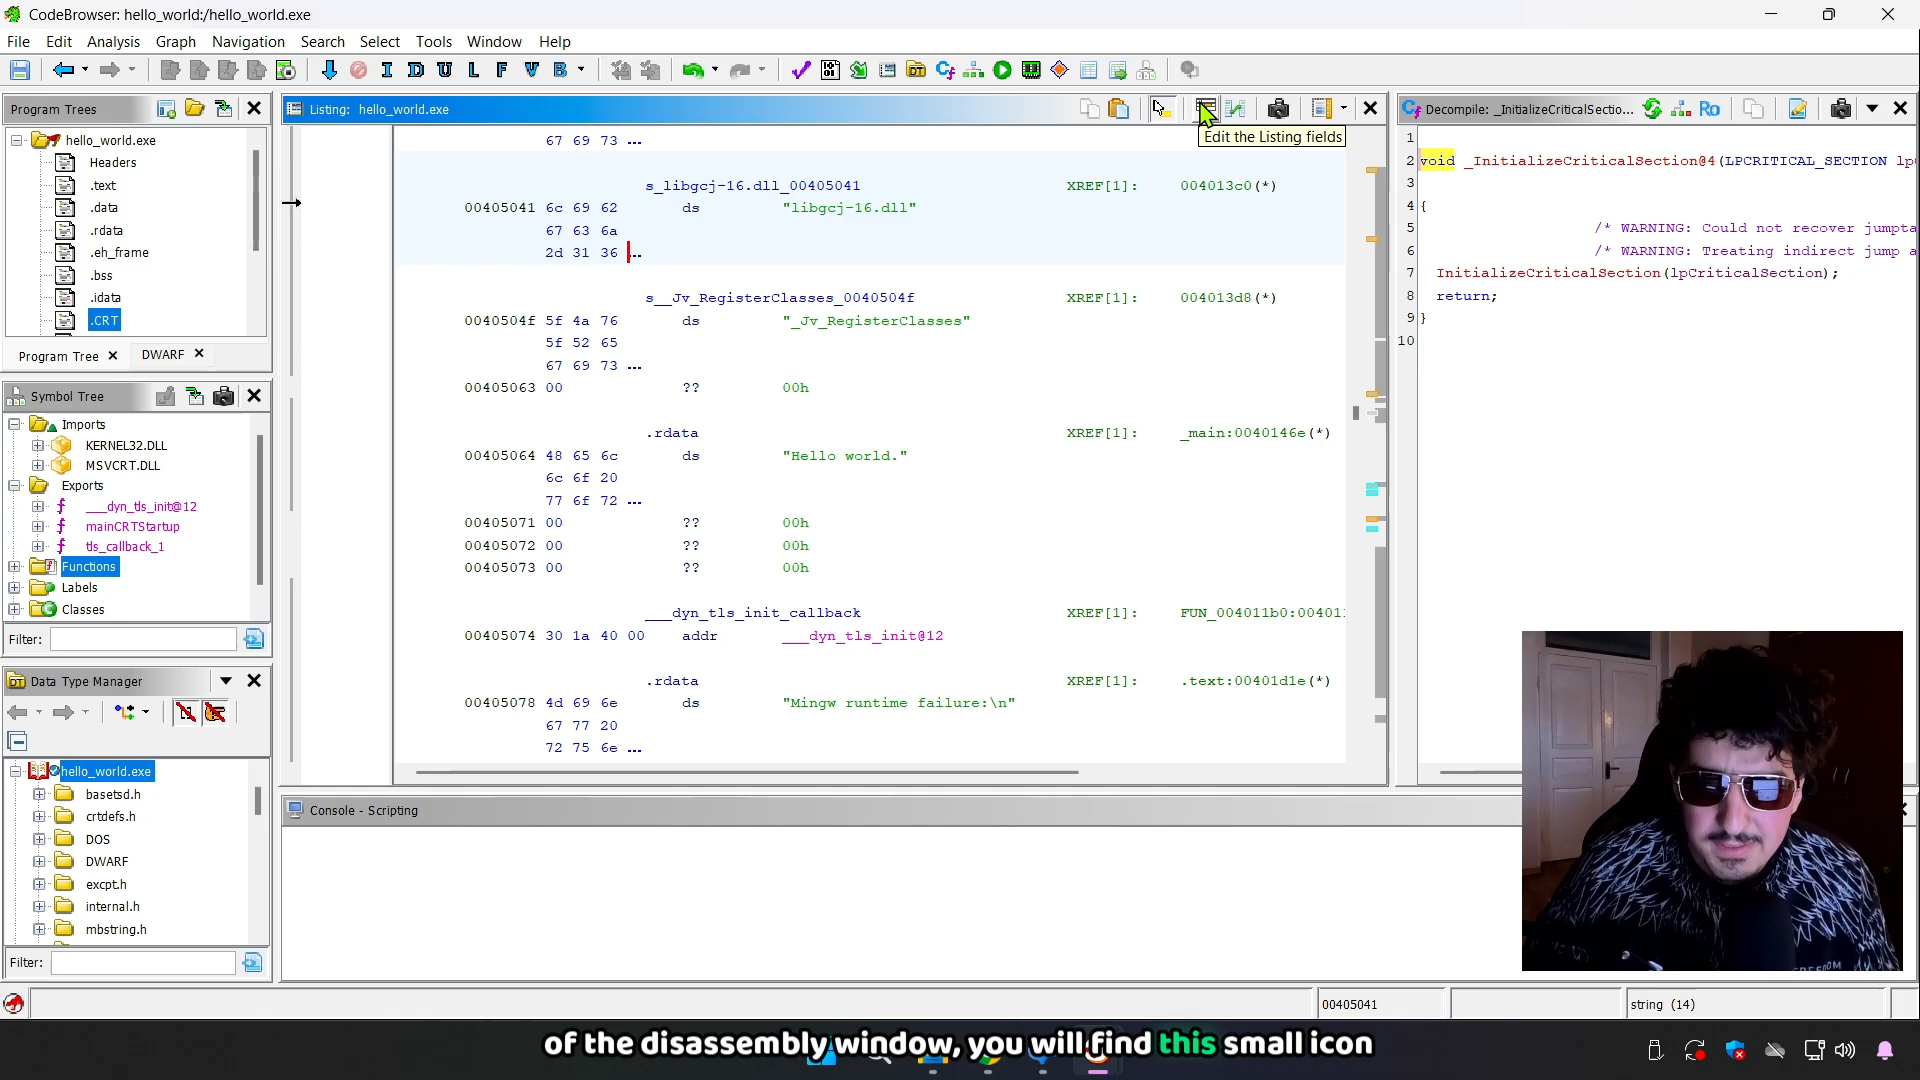 CodeBrowser: hello_world:/hello_world.exe
File Edit Analysis Graph Navigation Search Select Tools Window Help
I D U L F V B
Program Trees
hello_world.exe
Headers
.text
.data
.rdata
.eh_frame
.bss
.idata
.CRT
Program Tree DWARF
Symbol Tree
Imports
KERNEL32.DLL
MSVCRT.DLL
Exports
___dyn_tls_init@12
mainCRTStartup
tls_callback_1
Functions
Labels
Classes
Filter:
Data Type Manager
hello_world.exe
basetsd.h
crtdefs.h
DOS
DWARF
excpt.h
internal.h
mbstring.h
Filter:
Listing: hello_world.exe
Edit the Listing fields
67 69 73 ...
s_libgcj-16.dll_00405041 XREF[1]: 004013c0(*)
00405041 6c 69 62 ds "libgcj-16.dll"
67 63 6a
2d 31 36 ...
s__Jv_RegisterClasses_0040504f XREF[1]: 004013d8(*)
0040504f 5f 4a 76 ds "_Jv_RegisterClasses"
5f 52 65
67 69 73 ...
00405063 00 ?? 00h
.rdata XREF[1]: _main:0040146e(*)
00405064 48 65 6c ds "Hello world."
6c 6f 20
77 6f 72 ...
00405071 00 ?? 00h
00405072 00 ?? 00h
00405073 00 ?? 00h
___dyn_tls_init_callback XREF[1]: FUN_004011b0:00401
00405074 30 1a 40 00 addr ___dyn_tls_init@12
.rdata XREF[1]: .text:00401d1e(*)
00405078 4d 69 6e ds "Mingw runtime failure:\n"
67 77 20
72 75 6e ...
Decompile: _InitializeCriticalSectio...
Ro
1
2 void _InitializeCriticalSection@4(LPCRITICAL_SECTION lp
3
4 {
5 /* WARNING: Could not recover jumpta
6 /* WARNING: Treating indirect jump a
7 InitializeCriticalSection(lpCriticalSection);
8 return;
9 }
10
Console - Scripting
00405041 string (14)
of the disassembly window, you will find this small icon